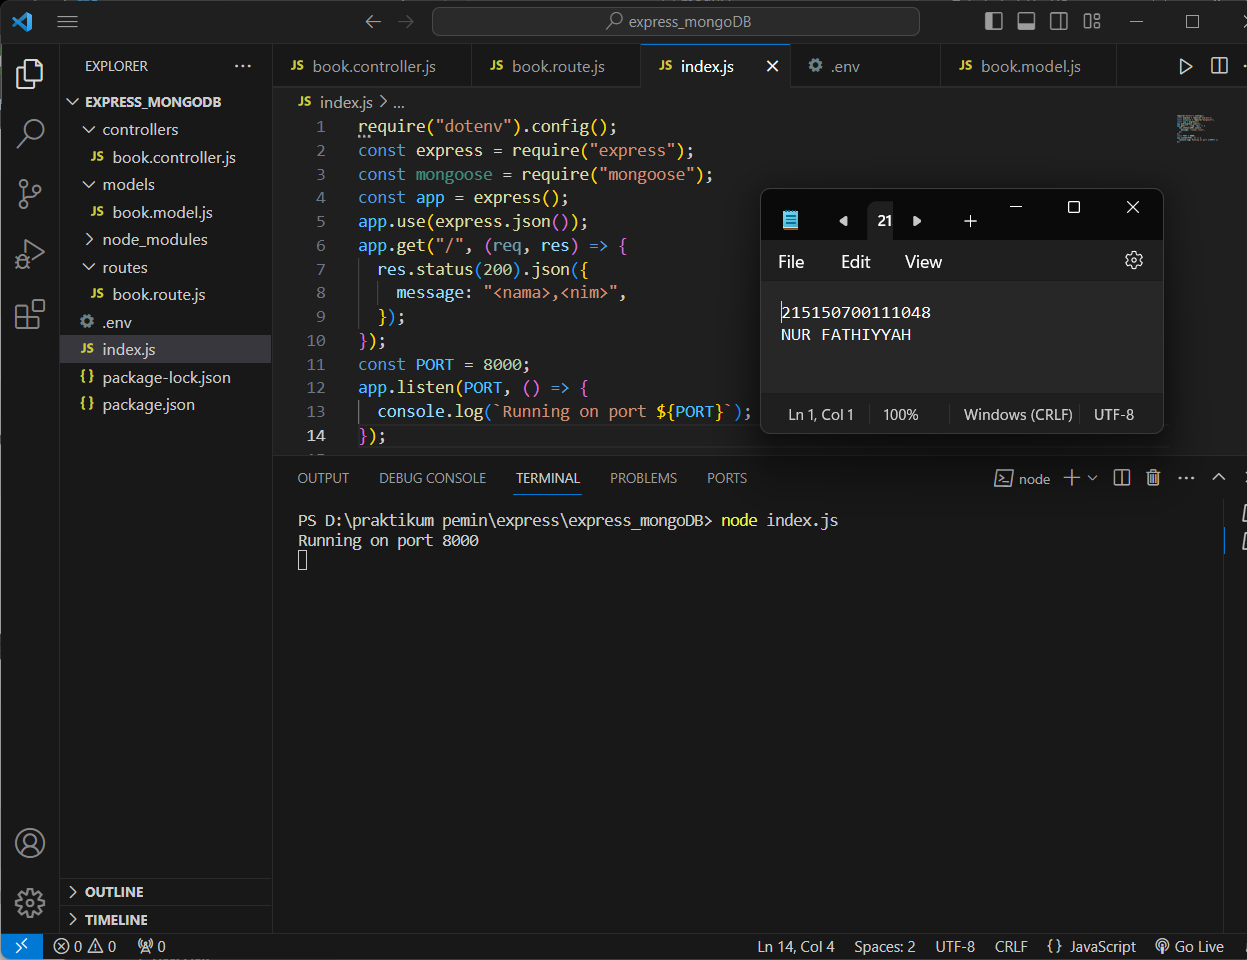 express_mongoDB
EXPLORER
EXPRESS_MONGODB
controllers
JS book.controller.js
models
JS book.model.js
node_modules
routes
JS book.route.js
.env
JS index.js
{} package-lock.json
{} package.json
OUTLINE
TIMELINE
JS book.controller.js
JS book.route.js
JS index.js
.env
JS book.model.js
JS index.js > ...
1 require("dotenv").config();
2 const express = require("express");
3 const mongoose = require("mongoose");
4 const app = express();
5 app.use(express.json());
6 app.get("/", (req, res) => {
7 res.status(200).json({
8 message: "<nama>,<nim>",
9 });
10 });
11 const PORT = 8000;
12 app.listen(PORT, () => {
13 console.log(`Running on port ${PORT}`);
14 });
21
File Edit View
215150700111048
NUR FATHIYYAH
Ln 1, Col 1 100% Windows (CRLF) UTF-8
OUTPUT DEBUG CONSOLE TERMINAL PROBLEMS PORTS
node
PS D:\praktikum pemin\express\express_mongoDB> node index.js
Running on port 8000
0 0 0
Ln 14, Col 4 Spaces: 2 UTF-8 CRLF {} JavaScript Go Live